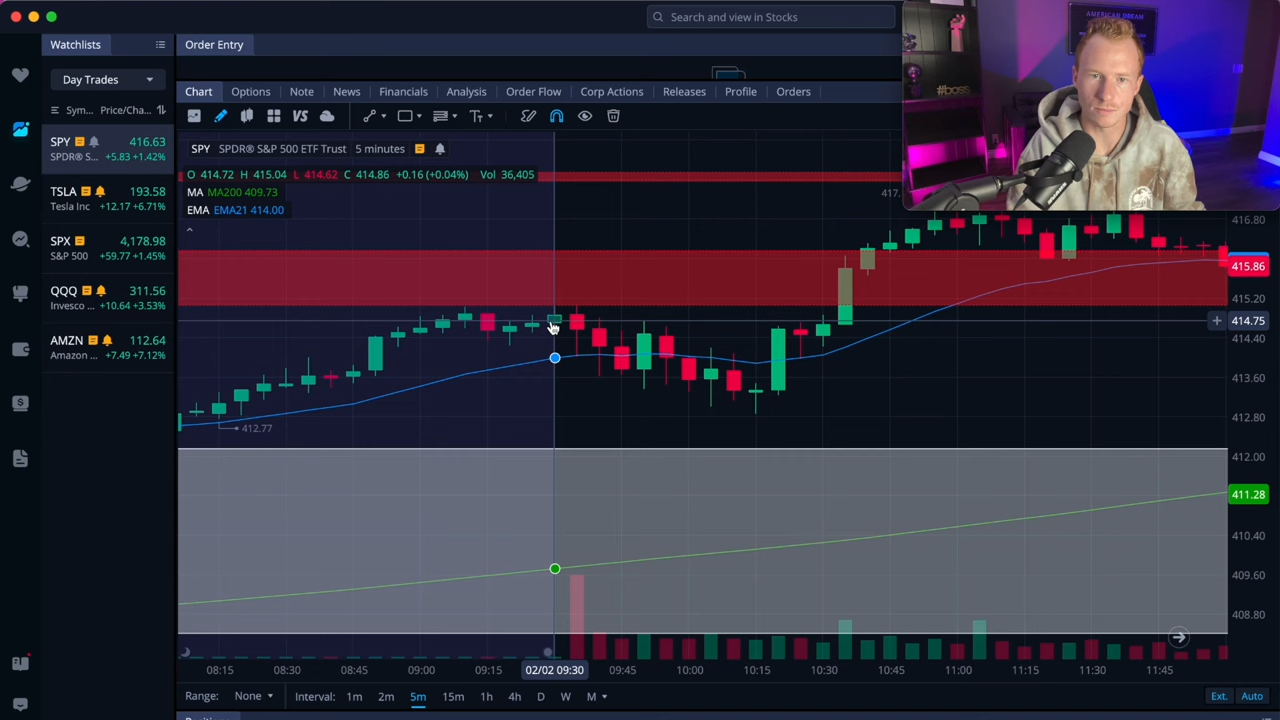 Search and view in Stocks
AMERICAN DREAM
Watchlists
Order Entry
Day Trades
Chart Options Note News Financials Analysis Order Flow Corp Actions Releases Profile Orders
#basis
Sym... Price/Cha...
VS
SPY 416.63
SPDR® S... +5.83 +1.42%
SPY SPDR® S&P 500 ETF Trust 5 minutes
O 414.72 H 415.04 L 414.62 C 414.86 +0.16 (+0.04%) Vol 36,405
MA MA200 409.73
EMA EMA21 414.00
TSLA 193.58
Tesla Inc +12.17 +6.71%
SPX 4,178.98
S&P 500 +59.77 +1.45%
QQQ 311.56
Invesco ... +10.64 +3.53%
AMZN 112.64
Amazon ... +7.49 +7.12%
417.
416.80
415.86
415.20
414.75
414.40
413.60
412.80
412.77
412.00
411.28
410.40
409.60
408.80
08:15 08:30 08:45 09:00 09:15 02/02 09:30 09:45 10:00 10:15 10:30 10:45 11:00 11:15 11:30 11:45
Range: None Interval: 1m 2m 5m 15m 1h 4h D W M Ext. Auto